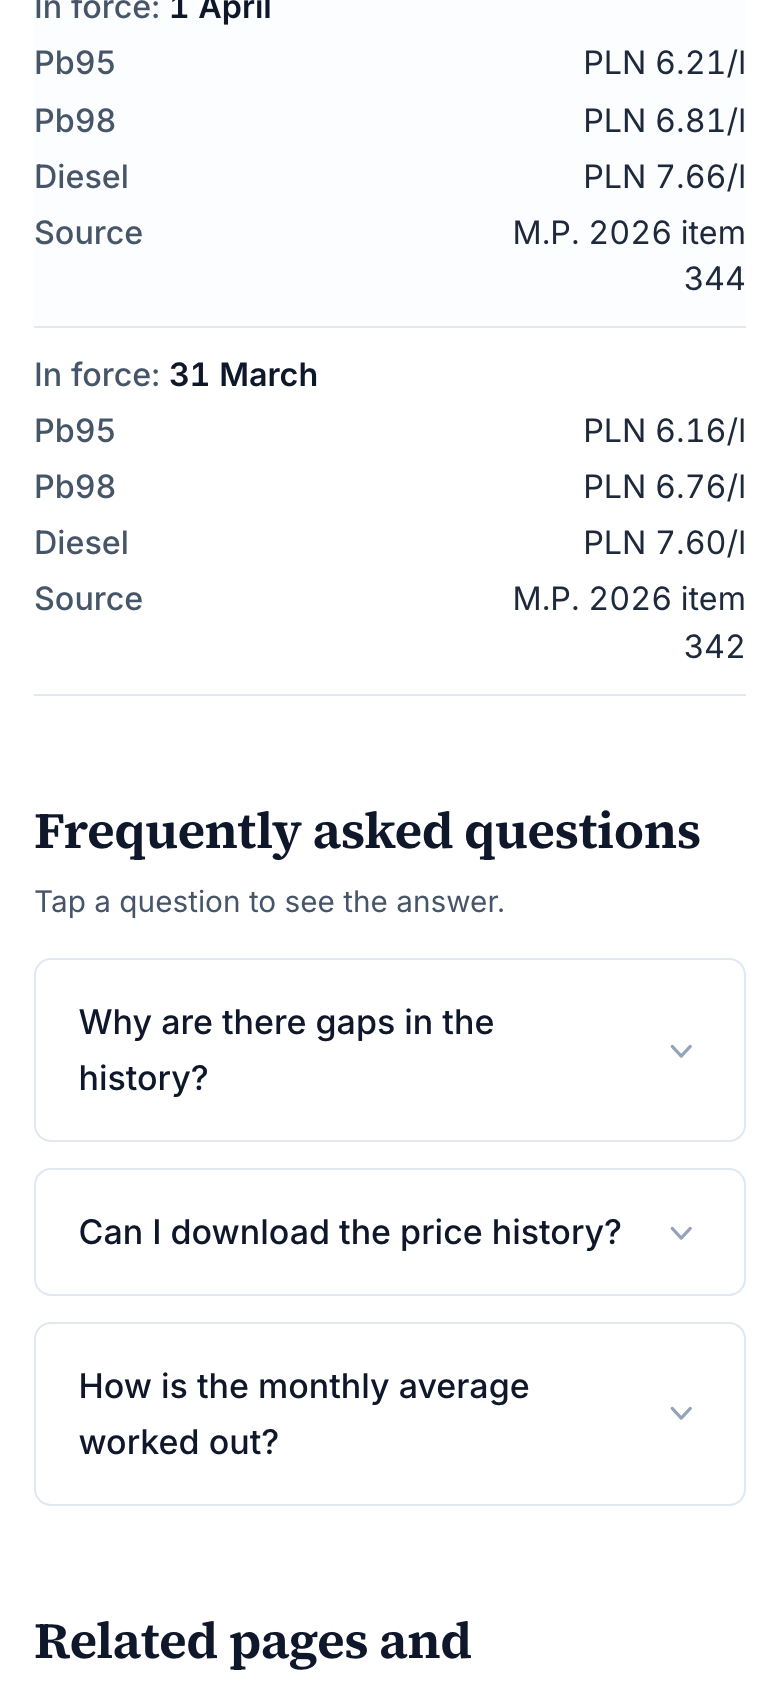 In force: 1 April
Pb95 PLN 6.21/l
Pb98 PLN 6.81/l
Diesel PLN 7.66/l
Source M.P. 2026 item
344
In force: 31 March
Pb95 PLN 6.16/l
Pb98 PLN 6.76/l
Diesel PLN 7.60/l
Source M.P. 2026 item
342
Frequently asked questions
Tap a question to see the answer.
Why are there gaps in the
history?
Can I download the price history?
How is the monthly average
worked out?
Related pages and